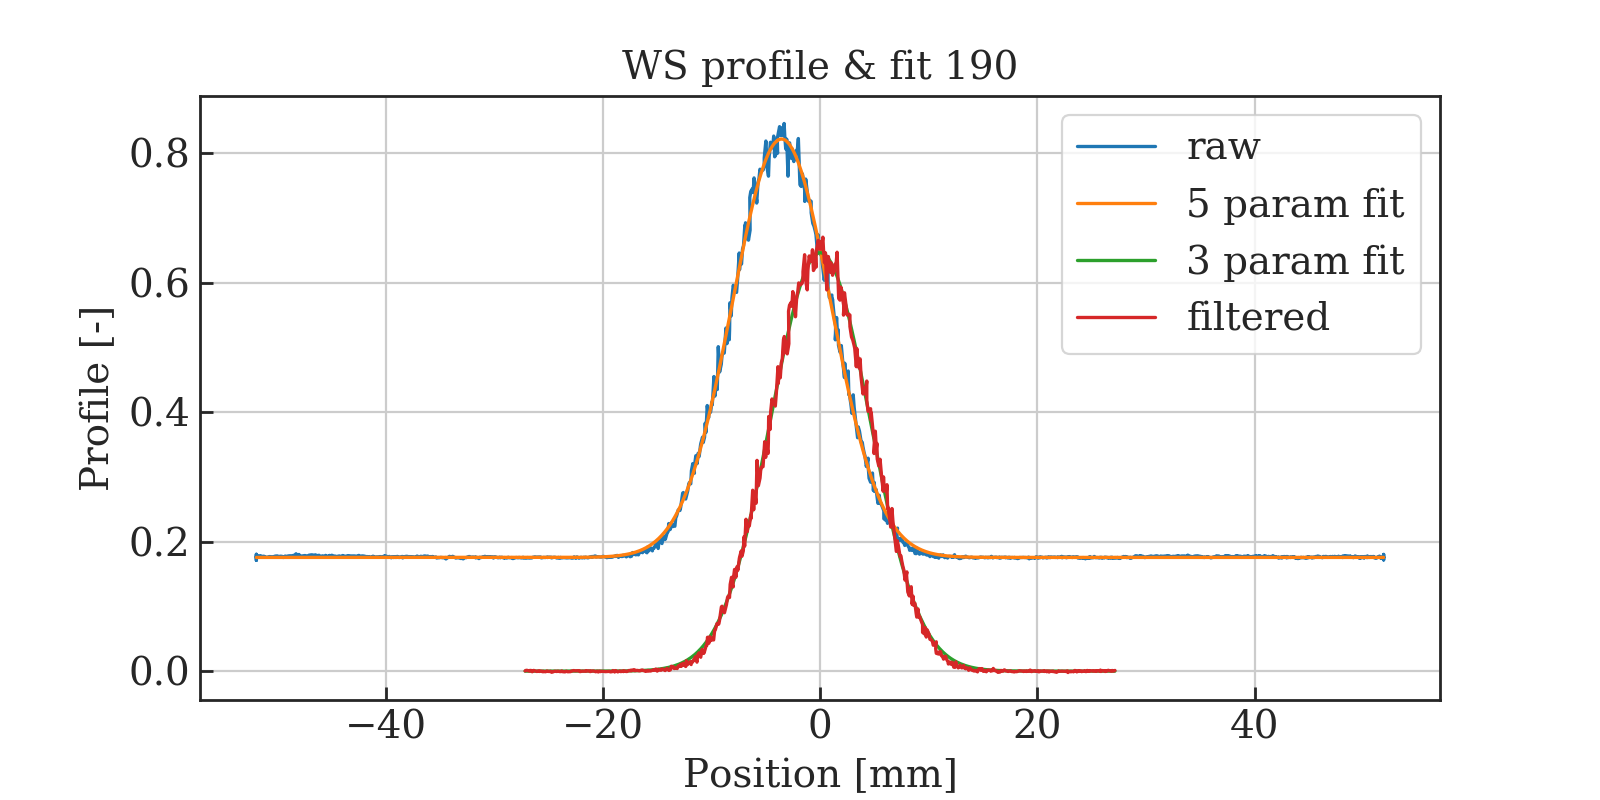 WS profile & fit 190
raw
5 param fit
3 param fit
filtered
Profile [-]
0.8
0.6
0.4
0.2
0.0
−40
−20
0
20
40
Position [mm]